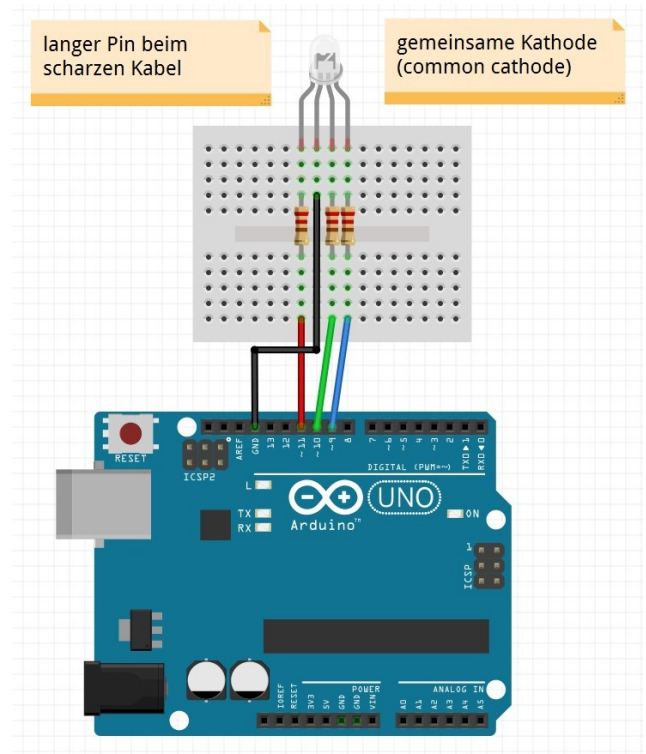 langer Pin beim
scharzen Kabel
gemeinsame Kathode
(common cathode)
RESET
ICSP2
AREF
GND
13
12
~11
~10
~9
8
7
~6
~5
4
~3
2
TX0▶1
RX0◀0
DIGITAL (PWM=~)
L
TX
RX
Arduino™
UNO
ON
1
ICSP
IOREF
RESET
3V3
5V
GND
GND
VIN
POWER
ANALOG IN
A0
A1
A2
A3
A4
A5